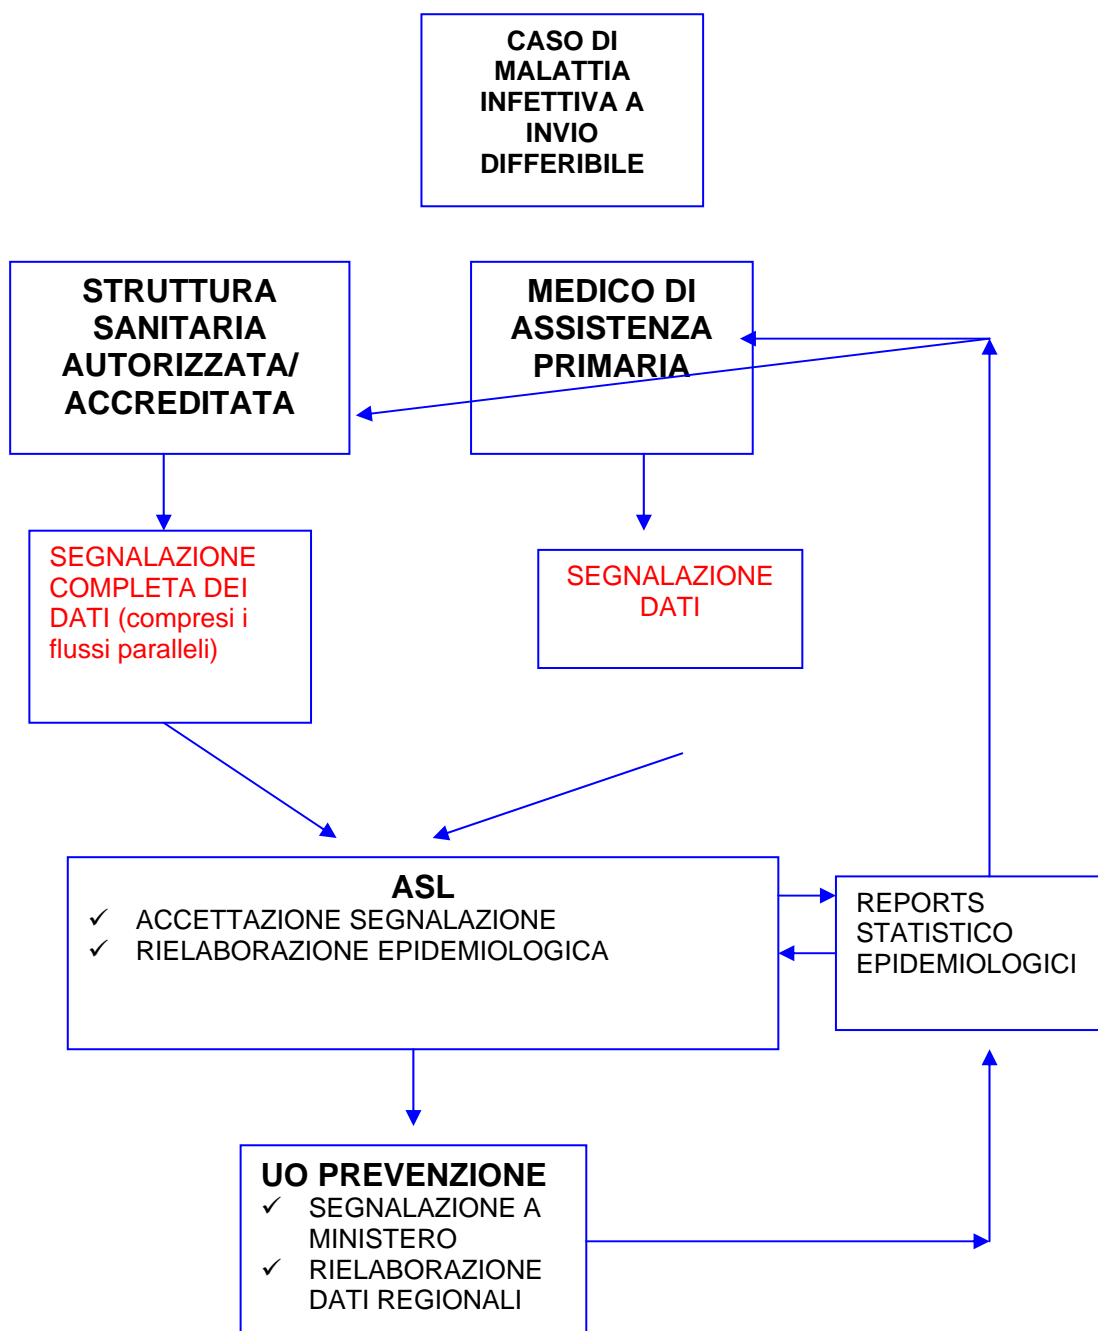 CASO DI
MALATTIA
INFETTIVA A
INVIO
DIFFERIBILE
STRUTTURA
SANITARIA
AUTORIZZATA/
ACCREDITATA
MEDICO DI
ASSISTENZA
PRIMARIA
SEGNALAZIONE
COMPLETA DEI
DATI (compresi i
flussi paralleli)
SEGNALAZIONE
DATI
ASL
✓ ACCETTAZIONE SEGNALAZIONE
✓ RIELABORAZIONE EPIDEMIOLOGICA
REPORTS
STATISTICO
EPIDEMIOLOGICI
UO PREVENZIONE
✓ SEGNALAZIONE A
MINISTERO
✓ RIELABORAZIONE
DATI REGIONALI